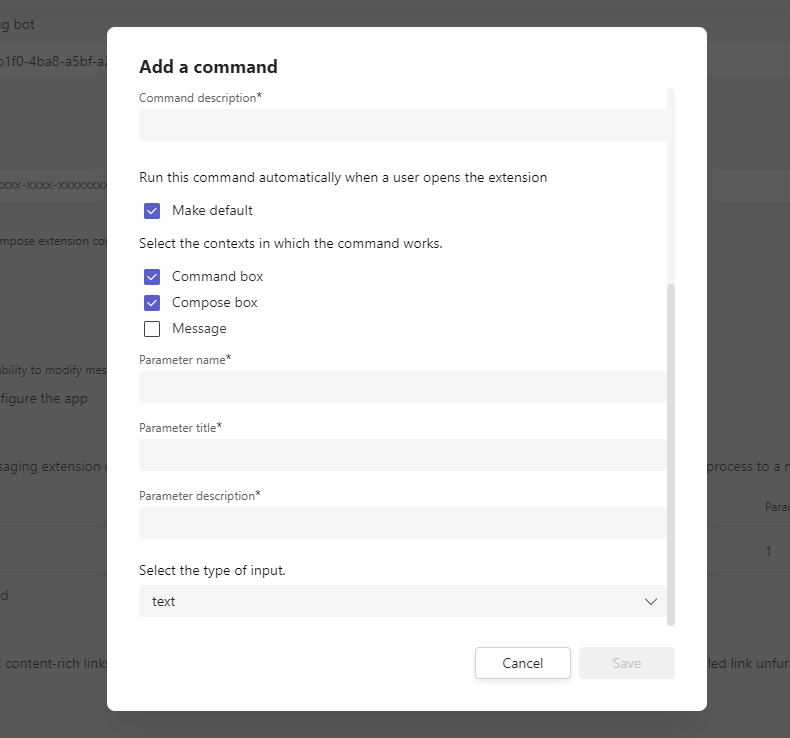 g bot
Add a command
Command description*
Run this command automatically when a user opens the extension
Make default
Select the contexts in which the command works.
Command box
Compose box
Message
Parameter name*
Parameter title*
Parameter description*
Select the type of input.
text
Cancel
Save
1f0-4ba8-a5bf-a
xxx-xxxx-xxxxxxx
mpose extension co
bility to modify mes
figure the app
saging extension
process to a
Para
1
d
content-rich links
led link unfur